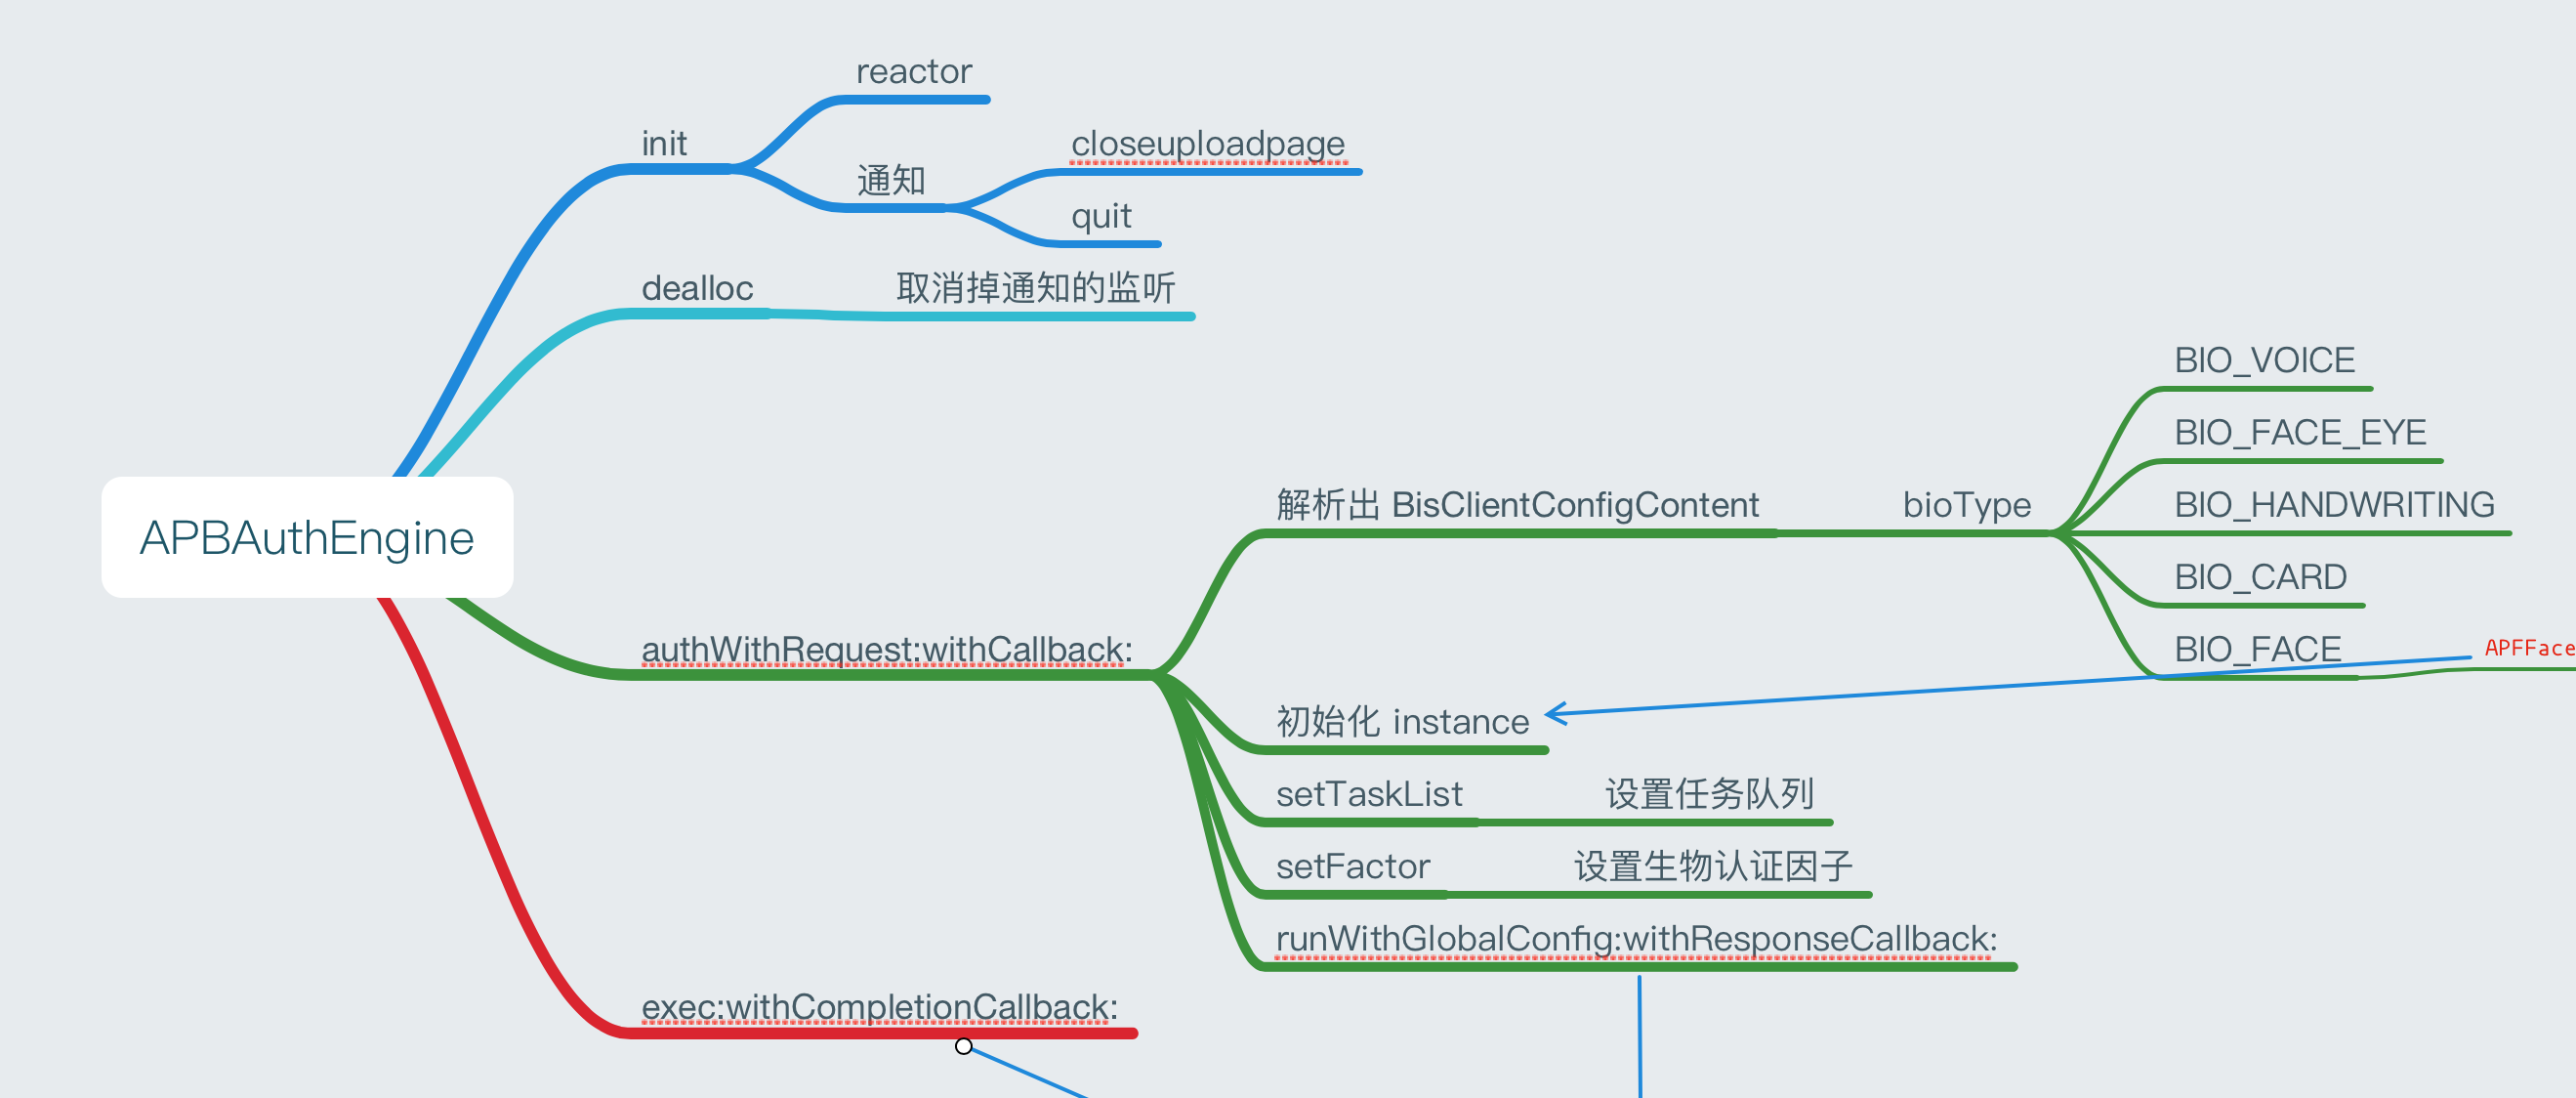 reactor
init
closeuploadpage
通知
quit
dealloc
取消掉通知的监听
APBAuthEngine
authWithRequest:withCallback:
解析出 BisClientConfigContent
bioType
BIO_VOICE
BIO_FACE_EYE
BIO_HANDWRITING
BIO_CARD
BIO_FACE
APFFace
初始化 instance
setTaskList
设置任务队列
setFactor
设置生物认证因子
runWithGlobalConfig:withResponseCallback:
exec:withCompletionCallback: